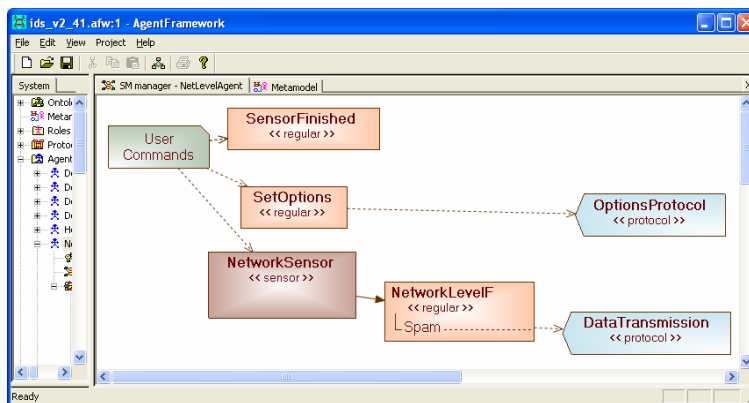 ids_v2_41.afw:1 - AgentFramework
File Edit View Project Help
System
SM manager - NetLevelAgent
Metamodel
Ontolo
Metar
Roles
Proto
Agent
SensorFinished
<< regular >>
User
Commands
SetOptions
<< regular >>
OptionsProtocol
<< protocol >>
NetworkSensor
<< sensor >>
NetworkLevelF
<< regular >>
Spam
DataTransmission
<< protocol >>
Ready